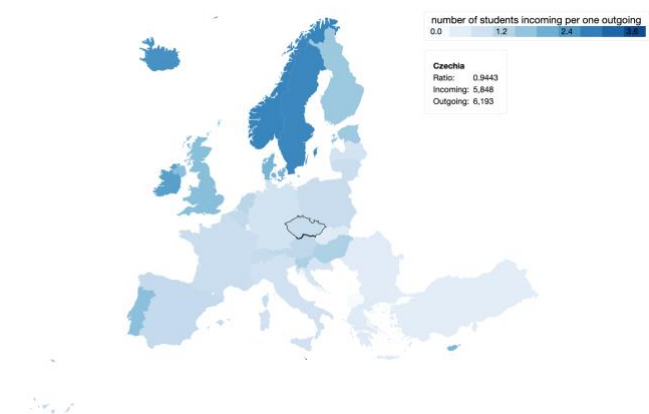 number of students incoming per one outgoing
0.0 1.2 2.4 3.6
Czechia
Ratio: 0.9443
Incoming: 5,848
Outgoing: 6,193